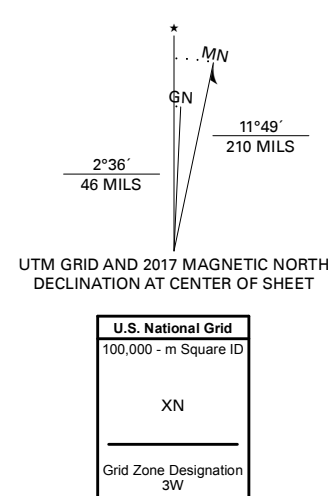 ★
MN
GN
11°49´
210 MILS
2°36´
46 MILS
UTM GRID AND 2017 MAGNETIC NORTH
DECLINATION AT CENTER OF SHEET
U.S. National Grid
100,000 - m Square ID
XN
Grid Zone Designation
3W